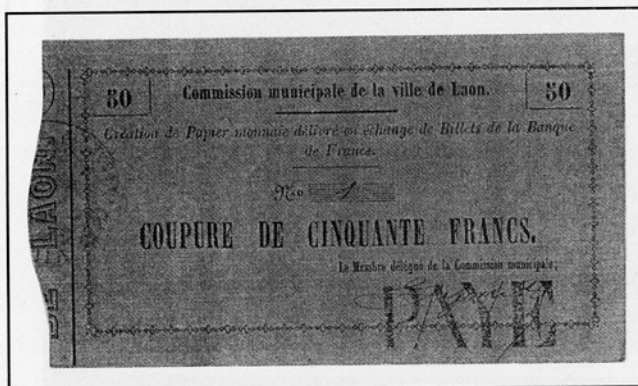 50 Commission municipale de la ville de Laon. 50
Création de Papier monnaie délivré en échange de Billets de la Banque
de France.
N.o 1
COUPURE DE CINQUANTE FRANCS.
Le Membre délégué de la Commission municipale,
PAYÉ
DE LAON